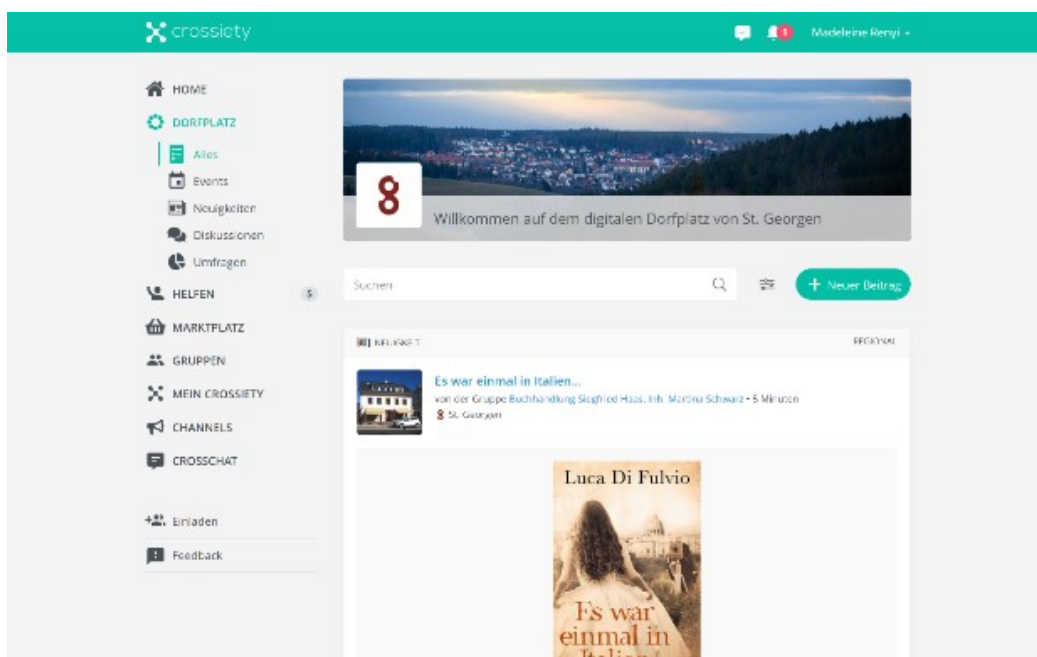 crossiety
Madeleine Renyi
HOME
DORFPLATZ
Alles
Events
Neuigkeiten
Diskussionen
Umfragen
HELFEN 5
MARKTPLATZ
GRUPPEN
MEIN CROSSIETY
CHANNELS
CROSSCHAT
Einladen
Feedback
8
Willkommen auf dem digitalen Dorfplatz von St. Georgen
Suchen
+ Neuer Beitrag
NEUIGKEIT REGIONAL
Es war einmal in Italien...
von der Gruppe Buchhandlung Siegfried Haas, Inh. Martina Schwarz • 5 Minuten
St. Georgen
Luca Di Fulvio
Es war
einmal in
Italien